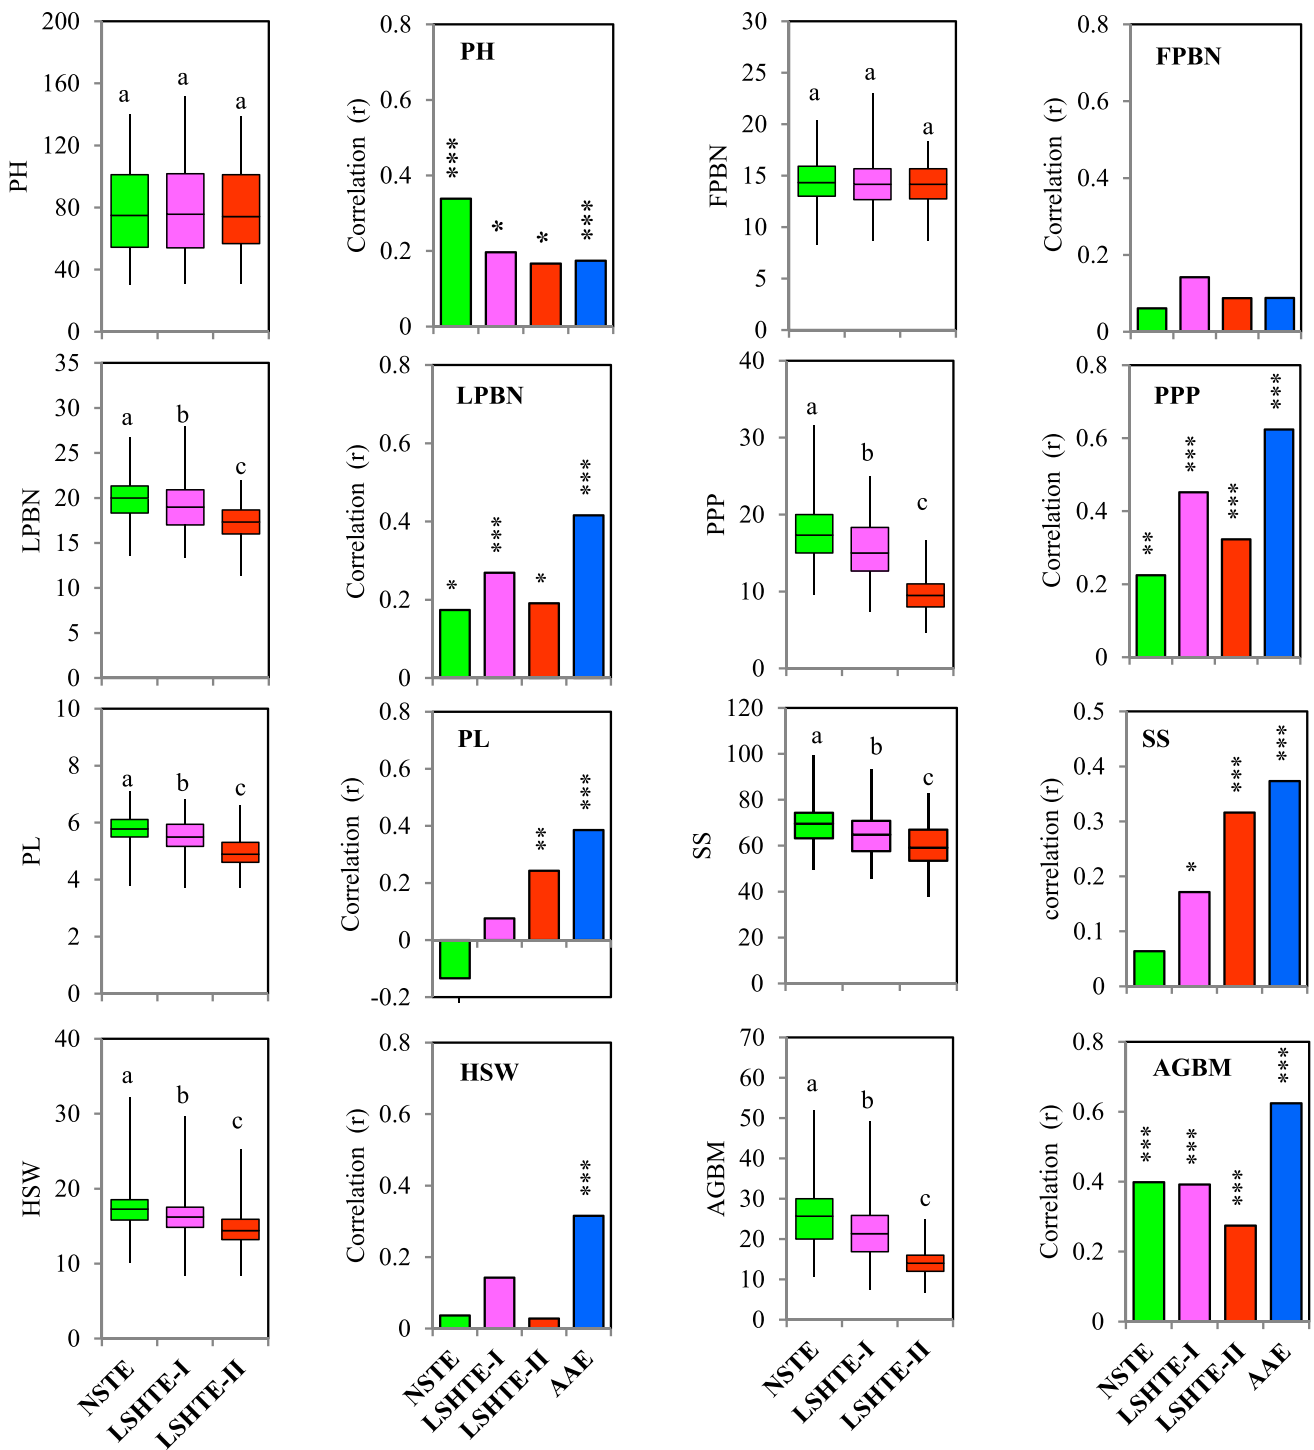 200
160
120
80
40
0
PH
a
a
a
0.8
0.6
0.4
0.2
0
Correlation (r)
PH
***
*
*
***
30
25
20
15
10
5
0
FPBN
a
a
a
0.8
0.6
0.4
0.2
0
Correlation (r)
FPBN
35
30
25
20
15
10
5
0
LPBN
a
b
c
0.8
0.6
0.4
0.2
0
Correlation (r)
LPBN
*
***
*
***
40
30
20
10
0
PPP
a
b
c
0.8
0.6
0.4
0.2
0
Correlation (r)
PPP
**
***
***
***
10
8
6
4
2
0
PL
a
b
c
0.8
0.6
0.4
0.2
0
-0.2
Correlation (r)
PL
**
***
120
100
80
60
40
20
0
SS
a
b
c
0.5
0.4
0.3
0.2
0.1
0
correlation (r)
SS
*
***
***
40
30
20
10
0
HSW
a
b
c
NSTE
LSHTE-I
LSHTE-II
0.8
0.6
0.4
0.2
0
Correlation (r)
HSW
***
NSTE
LSHTE-I
LSHTE-II
AAE
70
60
50
40
30
20
10
0
AGBM
a
b
c
NSTE
LSHTE-I
LSHTE-II
0.8
0.6
0.4
0.2
0
Correlation (r)
AGBM
***
***
***
***
NSTE
LSHTE-I
LSHTE-II
AAE